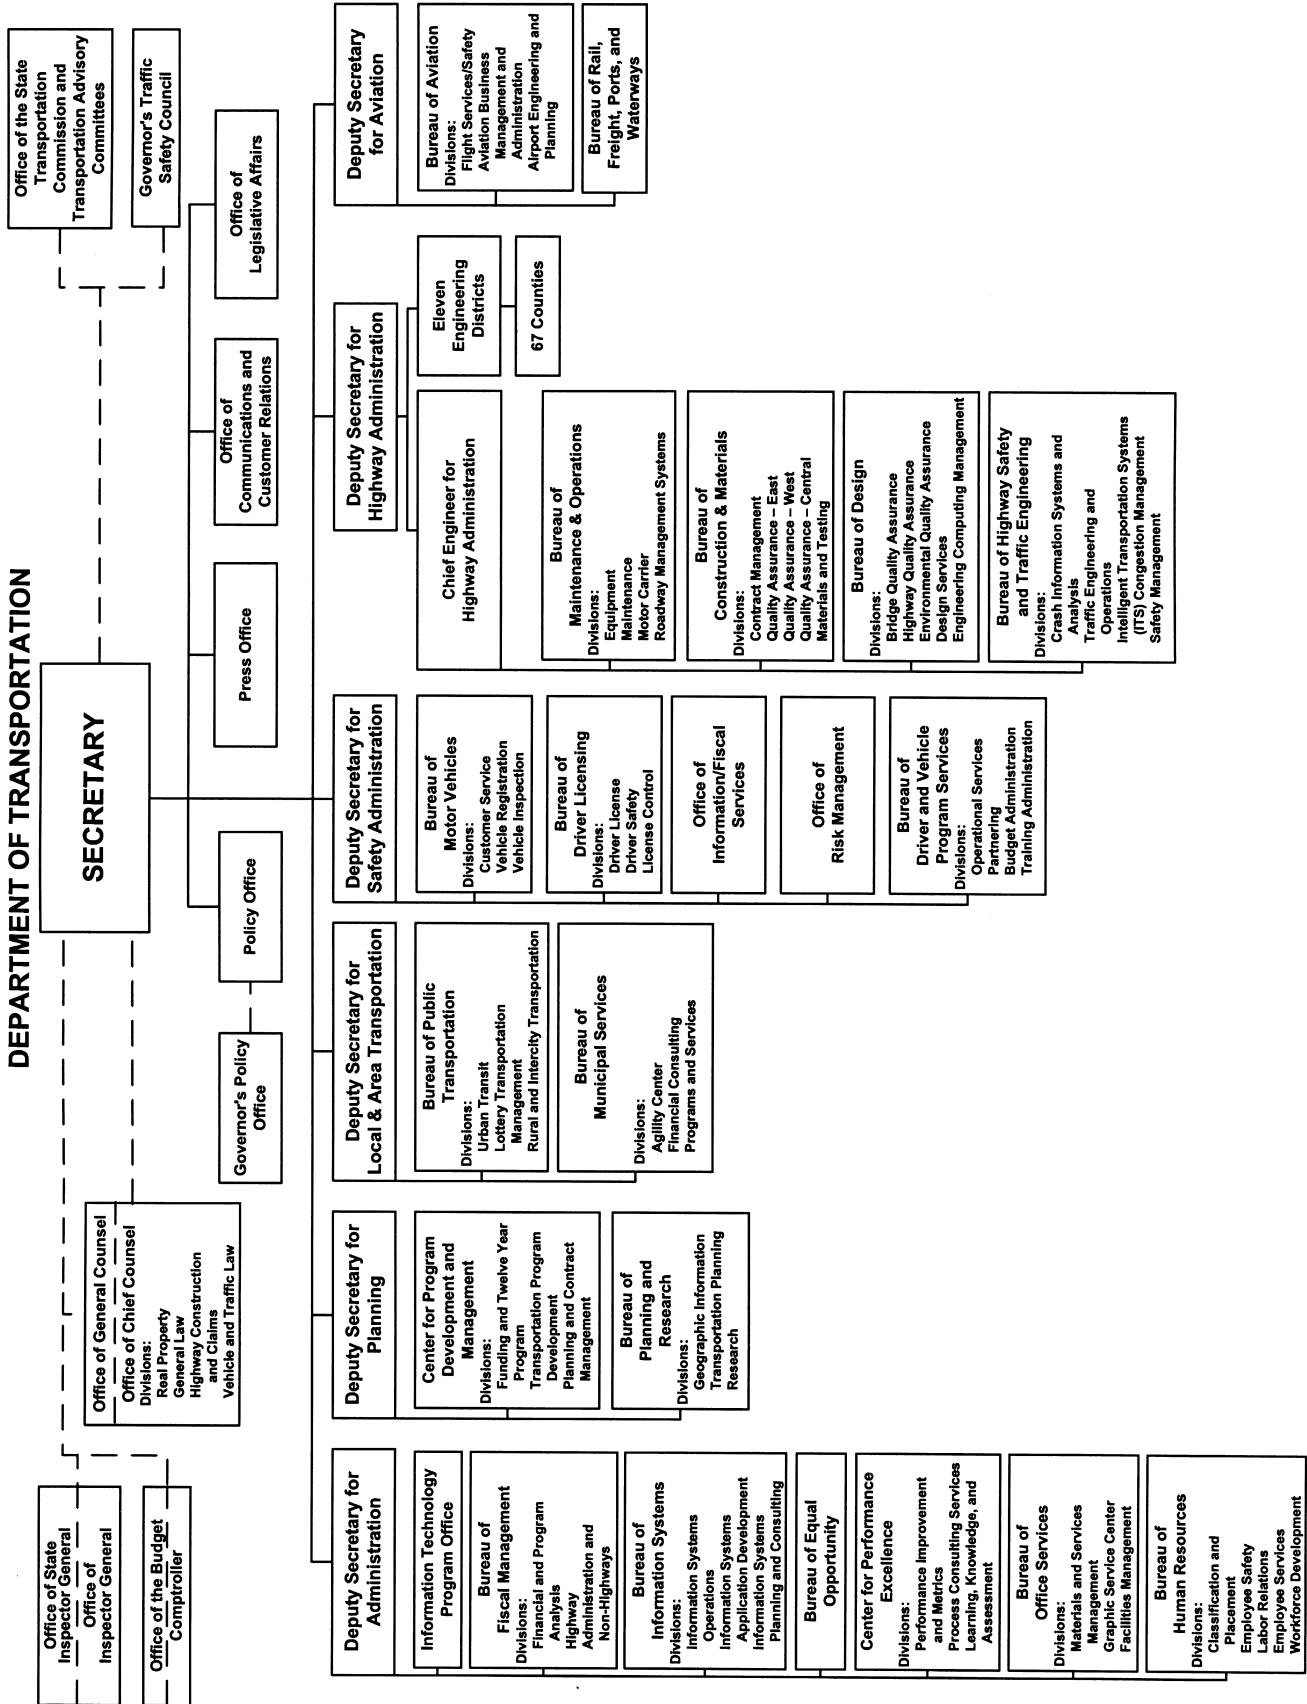 DEPARTMENT OF TRANSPORTATION
SECRETARY
Office of State
Inspector General
Office of
Inspector General
Office of the Budget
Comptroller
Office of General Counsel
Office of Chief Counsel
Divisions:
Real Property
General Law
Highway Construction
and Claims
Vehicle and Traffic Law
Office of the State
Transportation
Commission and
Transportation Advisory
Committees
Governor's Traffic
Safety Council
Governor's Policy
Office
Policy Office
Press Office
Office of
Communications and
Customer Relations
Office of
Legislative Affairs
Deputy Secretary for
Administration
Information Technology
Program Office
Bureau of
Fiscal Management
Divisions:
Financial and Program
Analysis
Highway
Administration and
Non-Highways
Bureau of
Information Systems
Divisions:
Information Systems
Operations
Information Systems
Application Development
Information Systems
Planning and Consulting
Bureau of Equal
Opportunity
Center for Performance
Excellence
Divisions:
Performance Improvement
and Metrics
Process Consulting Services
Learning, Knowledge, and
Assessment
Bureau of
Office Services
Divisions:
Materials and Services
Management
Graphic Service Center
Facilities Management
Bureau of
Human Resources
Divisions:
Classification and
Placement
Employee Safety
Labor Relations
Employee Services
Workforce Development
Deputy Secretary for
Planning
Center for Program
Development and
Management
Divisions:
Funding and Twelve Year
Program
Transportation Program
Development
Planning and Contract
Management
Bureau of
Planning and
Research
Divisions:
Geographic Information
Transportation Planning
Research
Deputy Secretary for
Local & Area Transportation
Bureau of Public
Transportation
Divisions:
Urban Transit
Lottery Transportation
Management
Rural and Intercity Transportation
Bureau of
Municipal Services
Divisions:
Agility Center
Financial Consulting
Programs and Services
Deputy Secretary for
Safety Administration
Bureau of
Motor Vehicles
Divisions:
Customer Service
Vehicle Registration
Vehicle Inspection
Bureau of
Driver Licensing
Divisions:
Driver License
Driver Safety
License Control
Office of
Information/Fiscal
Services
Office of
Risk Management
Bureau of
Driver and Vehicle
Program Services
Divisions:
Operational Services
Partnering
Budget Administration
Training Administration
Deputy Secretary for
Highway Administration
Chief Engineer for
Highway Administration
Bureau of
Maintenance & Operations
Divisions:
Equipment
Maintenance
Motor Carrier
Roadway Management Systems
Bureau of
Construction & Materials
Divisions:
Contract Management
Quality Assurance – East
Quality Assurance – West
Quality Assurance – Central
Materials and Testing
Bureau of Design
Divisions:
Bridge Quality Assurance
Highway Quality Assurance
Environmental Quality Assurance
Design Services
Engineering Computing Management
Bureau of Highway Safety
and Traffic Engineering
Divisions:
Crash Information Systems and
Analysis
Traffic Engineering and
Operations
Intelligent Transportation Systems
(ITS) Congestion Management
Safety Management
Eleven
Engineering
Districts
67 Counties
Deputy Secretary
for Aviation
Bureau of Aviation
Divisions:
Flight Services/Safety
Aviation Business
Management and
Administration
Airport Engineering and
Planning
Bureau of Rail,
Freight, Ports, and
Waterways